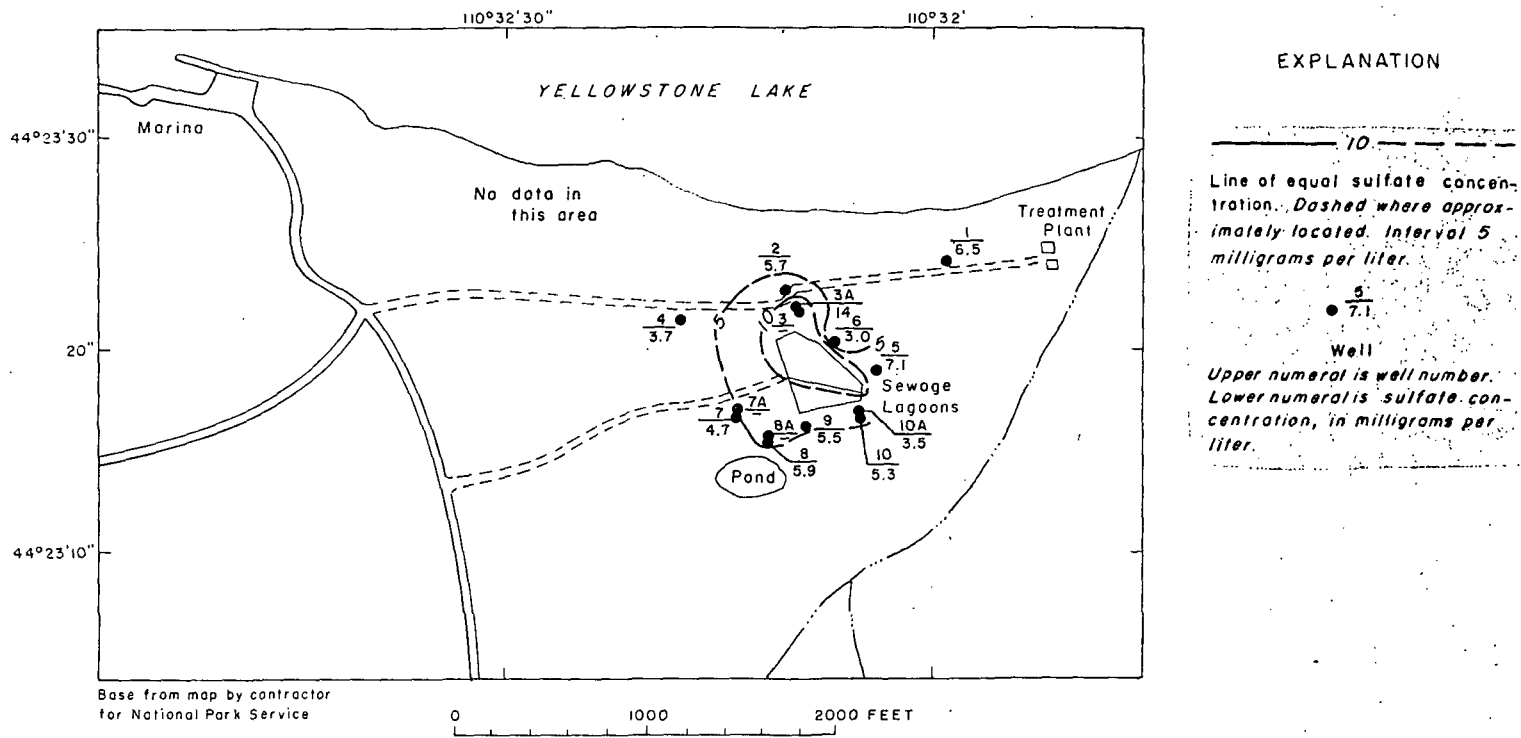 110°32'30"
110°32'
YELLOWSTONE LAKE
Marina
44°23'30"
No data in
this area
Treatment
Plant
1
6.5
2
5.7
3A
14
3
4
3.7
6
3.0
20"
5
5
5
7.1
10
Sewage
Lagoons
7A
7
4.7
8A
8
5.9
9
5.5
10A
3.5
10
5.3
Pond
44°23'10"
Base from map by contractor
for National Park Service
0 1000 2000 FEET
EXPLANATION
10
Line of equal sulfate concen-
tration. Dashed where approx-
imately located. Interval 5
milligrams per liter.
5
7.1
Well
Upper numeral is well number.
Lower numeral is sulfate con-
centration, in milligrams per
liter.